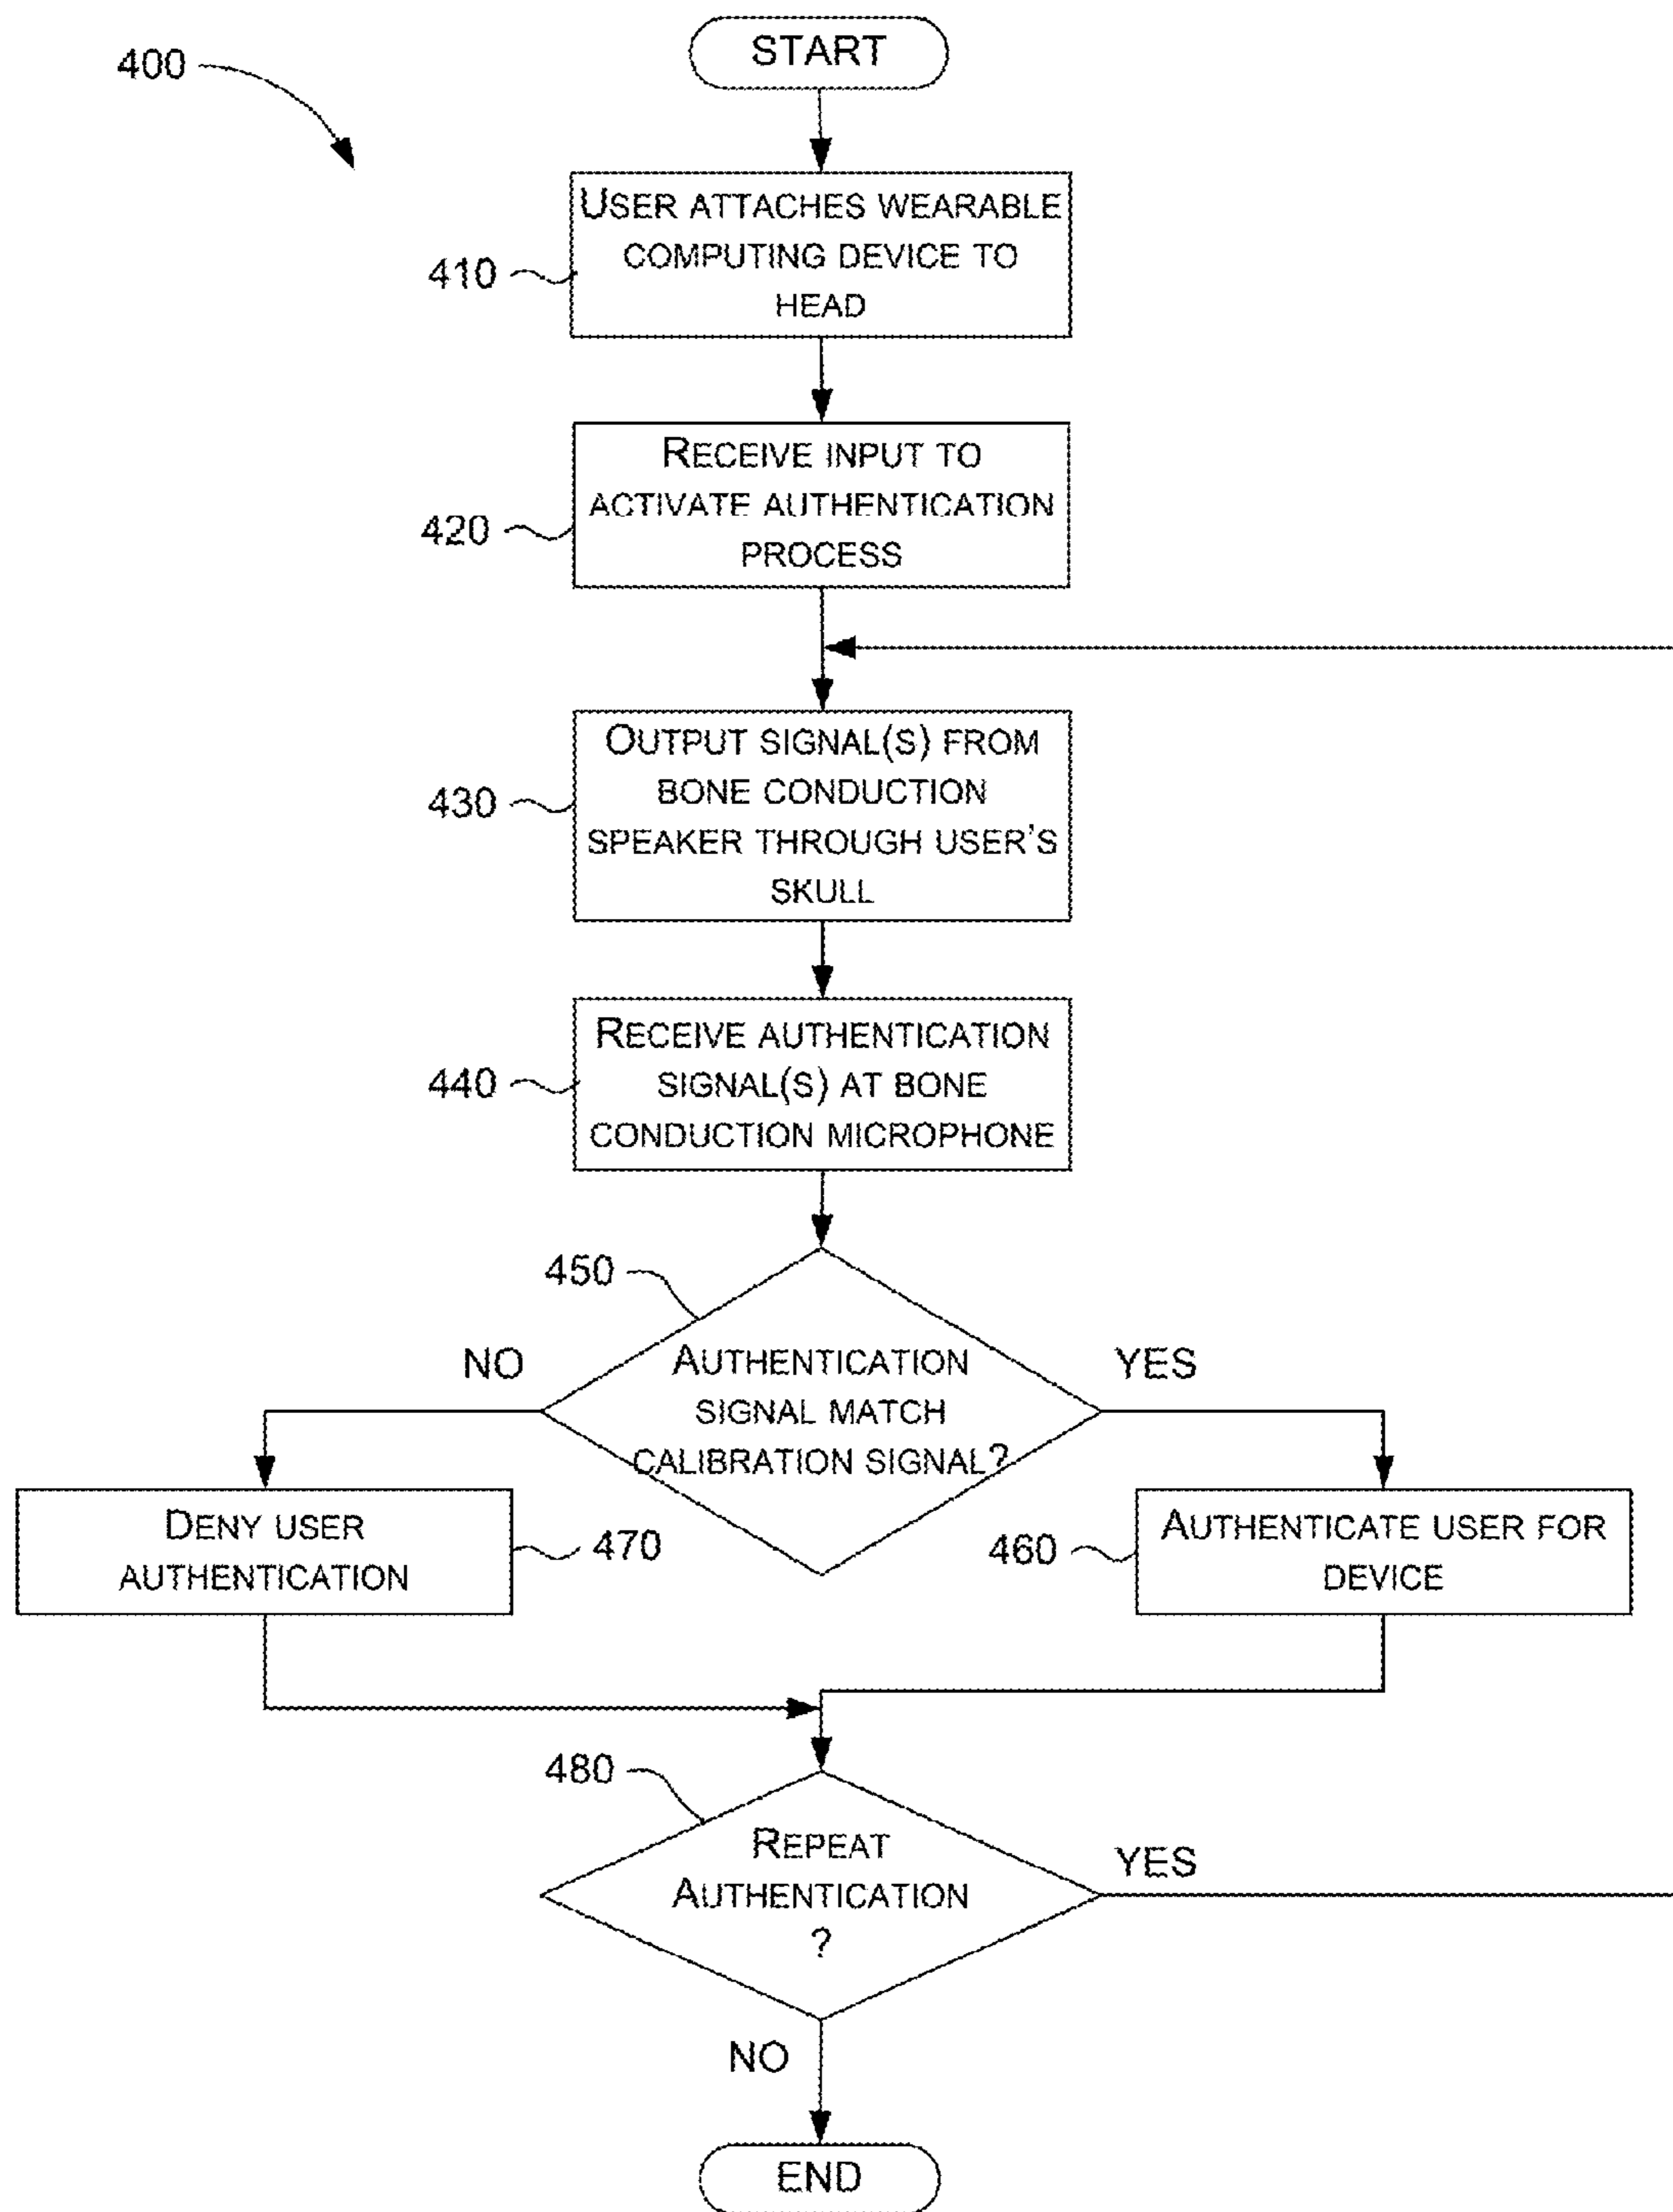 START
400
USER ATTACHES WEARABLE
COMPUTING DEVICE TO
HEAD
410
RECEIVE INPUT TO
ACTIVATE AUTHENTICATION
PROCESS
420
OUTPUT SIGNAL(S) FROM
BONE CONDUCTION
SPEAKER THROUGH USER'S
SKULL
430
RECEIVE AUTHENTICATION
SIGNAL(S) AT BONE
CONDUCTION MICROPHONE
440
450
NO
AUTHENTICATION
SIGNAL MATCH
CALIBRATION SIGNAL?
YES
DENY USER
AUTHENTICATION
470
460
AUTHENTICATE USER FOR
DEVICE
480
REPEAT
AUTHENTICATION
?
YES
NO
END